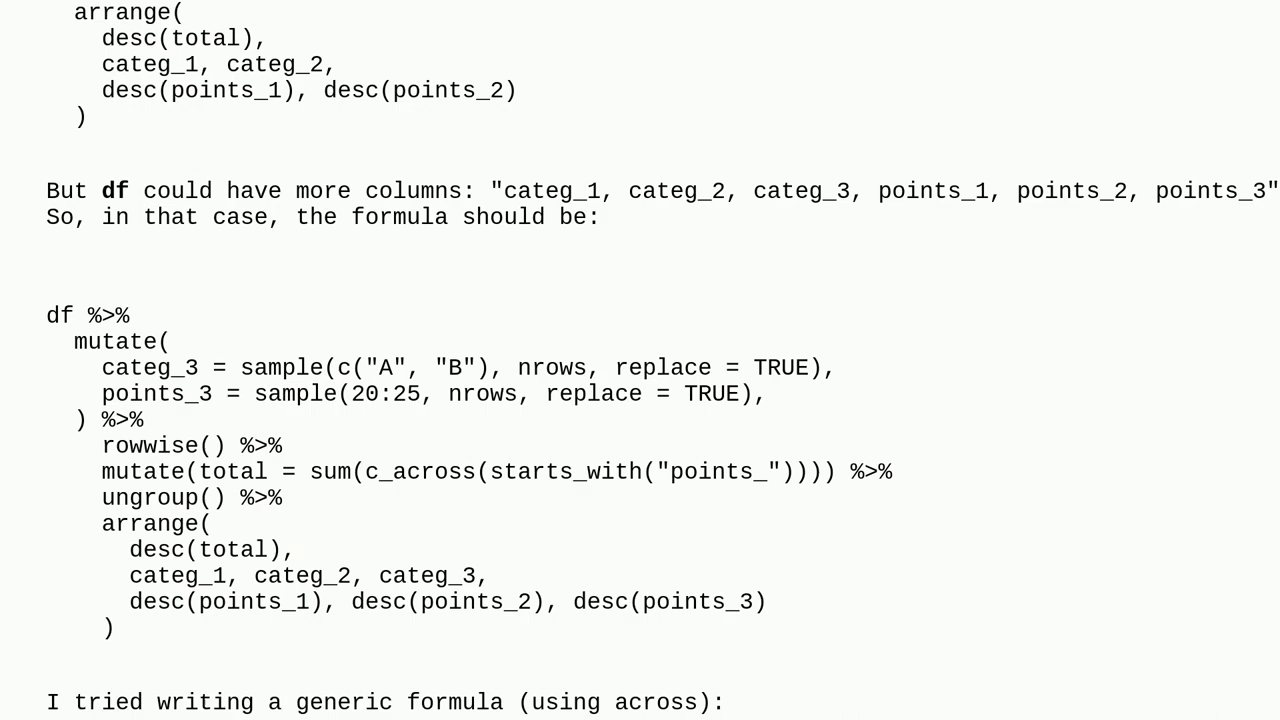 arrange(
desc(total),
categ_1, categ_2,
desc(points_1), desc(points_2)
)
But df could have more columns: "categ_1, categ_2, categ_3, points_1, points_2, points_3"
So, in that case, the formula should be:
df %>%
mutate(
categ_3 = sample(c("A", "B"), nrows, replace = TRUE),
points_3 = sample(20:25, nrows, replace = TRUE),
) %>%
rowwise() %>%
mutate(total = sum(c_across(starts_with("points_")))) %>%
ungroup() %>%
arrange(
desc(total),
categ_1, categ_2, categ_3,
desc(points_1), desc(points_2), desc(points_3)
)
I tried writing a generic formula (using across):